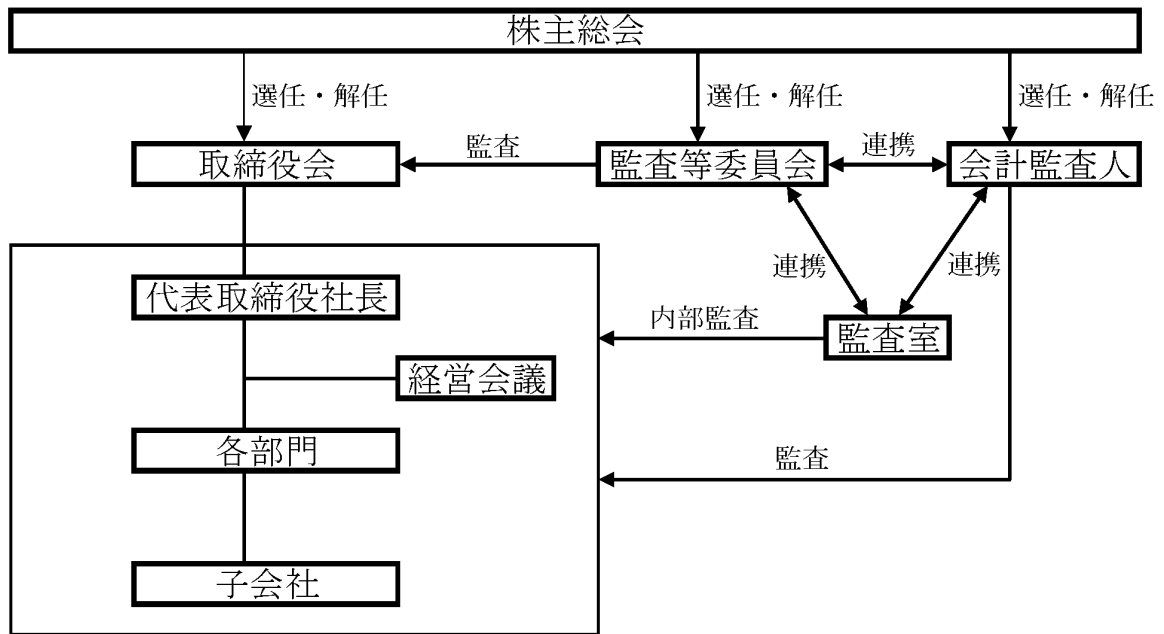 株主総会
選任・解任
選任・解任
選任・解任
取締役会
監査
監査等委員会
連携
会計監査人
連携
連携
代表取締役社長
内部監査
監査室
経営会議
各部門
監査
子会社